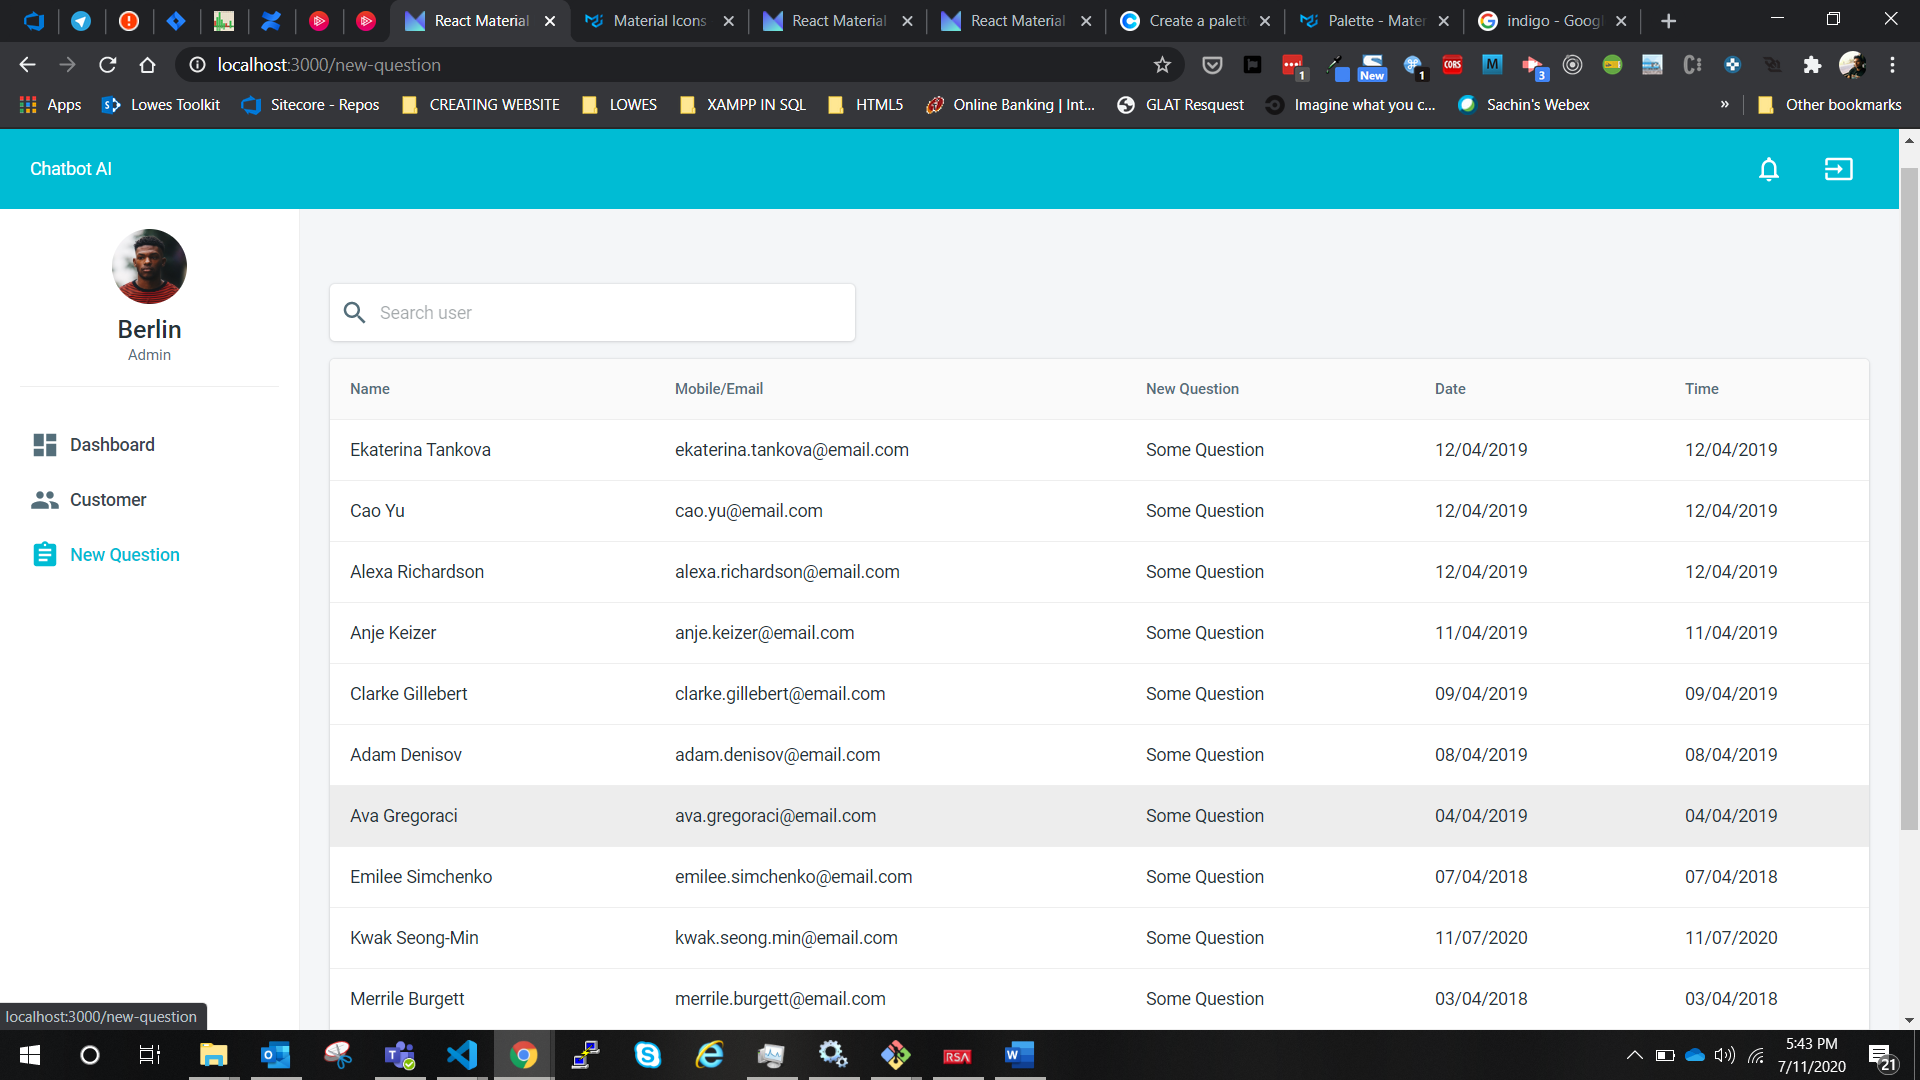 React Material
Material Icons
React Material
React Material
Create a palett
Palette - Mater
indigo - Goog
localhost:3000/new-question
1
New
1
CORS
M
3
Apps
Lowes Toolkit
Sitecore - Repos
CREATING WEBSITE
LOWES
XAMPP IN SQL
HTML5
Online Banking | Int...
GLAT Resquest
Imagine what you c...
Sachin's Webex
»
Other bookmarks
Chatbot AI
Berlin
Admin
Dashboard
Customer
New Question
Search user
Name Mobile/Email New Question Date Time
Ekaterina Tankova ekaterina.tankova@email.com Some Question 12/04/2019 12/04/2019
Cao Yu cao.yu@email.com Some Question 12/04/2019 12/04/2019
Alexa Richardson alexa.richardson@email.com Some Question 12/04/2019 12/04/2019
Anje Keizer anje.keizer@email.com Some Question 11/04/2019 11/04/2019
Clarke Gillebert clarke.gillebert@email.com Some Question 09/04/2019 09/04/2019
Adam Denisov adam.denisov@email.com Some Question 08/04/2019 08/04/2019
Ava Gregoraci ava.gregoraci@email.com Some Question 04/04/2019 04/04/2019
Emilee Simchenko emilee.simchenko@email.com Some Question 07/04/2018 07/04/2018
Kwak Seong-Min kwak.seong.min@email.com Some Question 11/07/2020 11/07/2020
Merrile Burgett merrile.burgett@email.com Some Question 03/04/2018 03/04/2018
localhost:3000/new-question
RSA
5:43 PM
7/11/2020
21